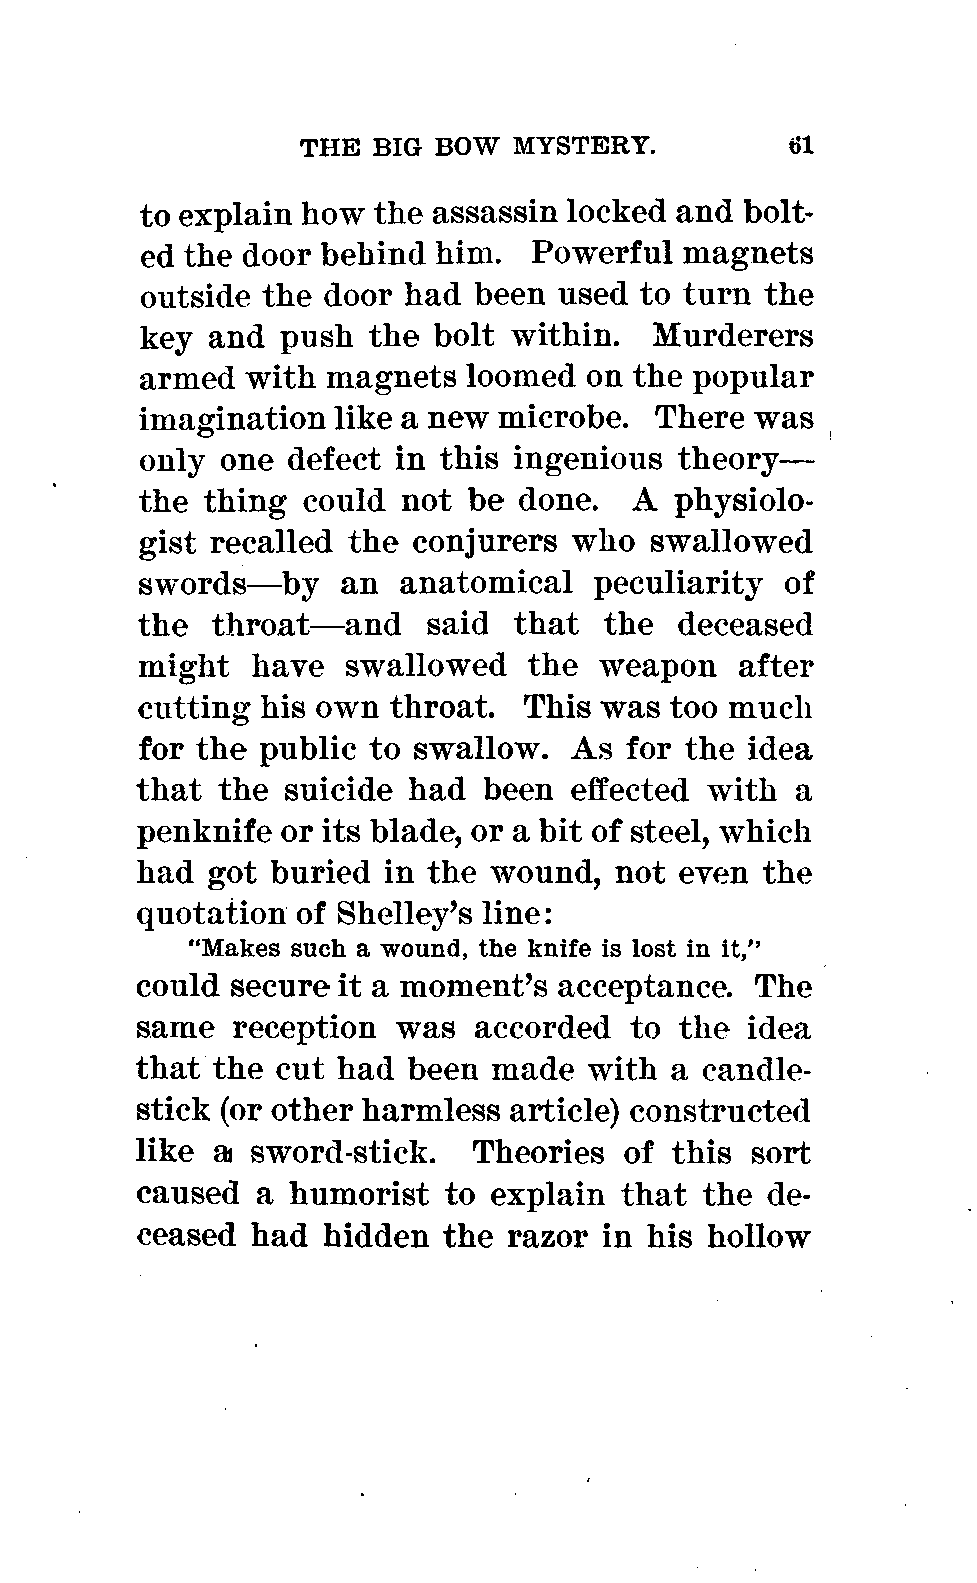 THE BIG BOW MYSTERY. 61
to explain how the assassin locked and bolt-
ed the door behind him. Powerful magnets
outside the door had been used to turn the
key and push the bolt within. Murderers
armed with magnets loomed on the popular
imagination like a new microbe. There was
only one defect in this ingenious theory—
the thing could not be done. A physiolo-
gist recalled the conjurers who swallowed
swords—by an anatomical peculiarity of
the throat—and said that the deceased
might have swallowed the weapon after
cutting his own throat. This was too much
for the public to swallow. As for the idea
that the suicide had been effected with a
penknife or its blade, or a bit of steel, which
had got buried in the wound, not even the
quotation of Shelley's line:
"Makes such a wound, the knife is lost in it,"
could secure it a moment's acceptance. The
same reception was accorded to the idea
that the cut had been made with a candle-
stick (or other harmless article) constructed
like a sword-stick. Theories of this sort
caused a humorist to explain that the de-
ceased had hidden the razor in his hollow